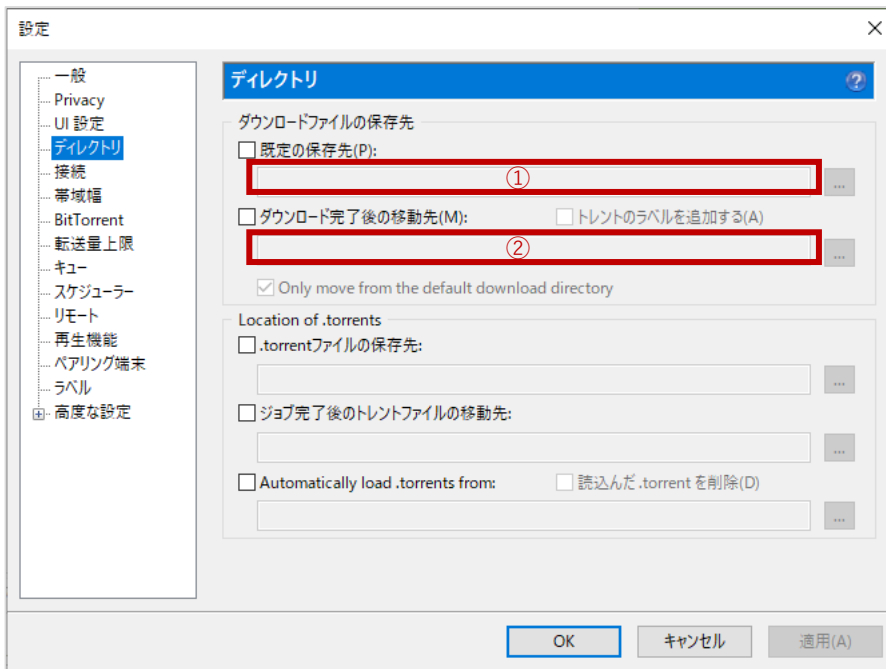 設定
一般
Privacy
UI 設定
ディレクトリ
接続
帯域幅
BitTorrent
転送量上限
キュー
スケジューラー
リモート
再生機能
ペアリング端末
ラベル
高度な設定
ディレクトリ
ダウンロードファイルの保存先
既定の保存先(P):
①
...
ダウンロード完了後の移動先(M): トレントのラベルを追加する(A)
②
...
Only move from the default download directory
Location of .torrents
.torrentファイルの保存先:
...
ジョブ完了後のトレントファイルの移動先:
...
Automatically load .torrents from: 読込んだ .torrent を削除(D)
...
OK キャンセル 適用(A)